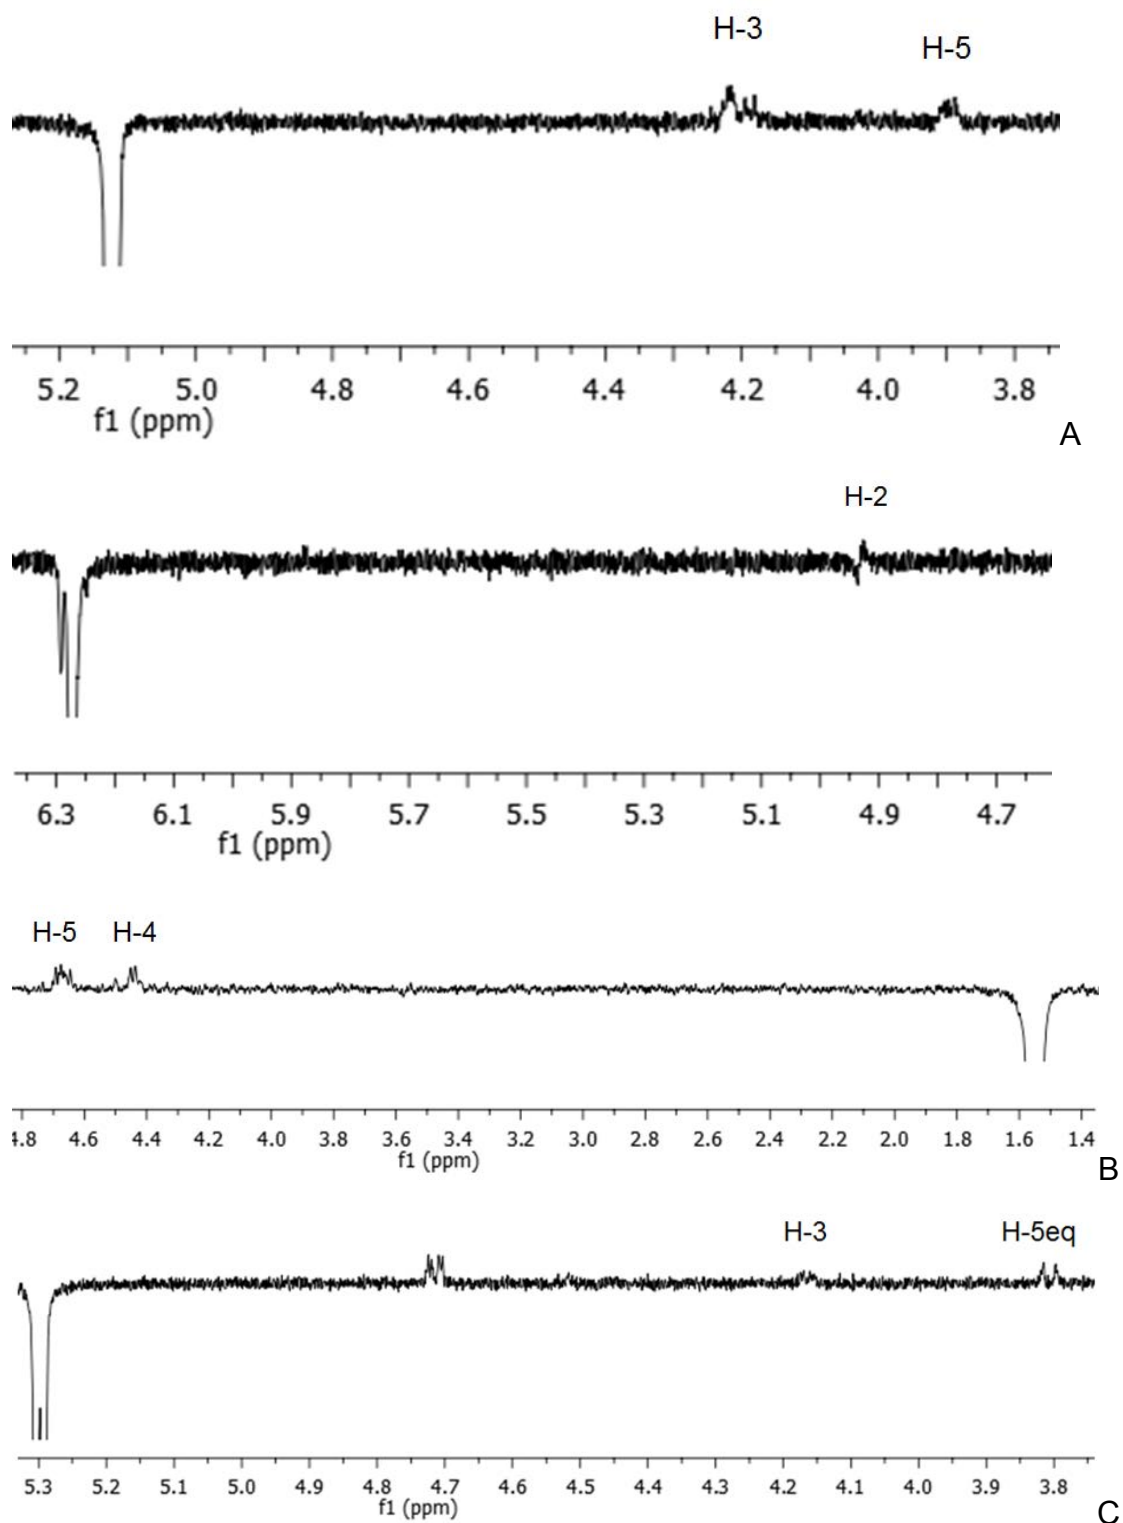 H-3 H-5
5.2 5.0 4.8 4.6 4.4 4.2 4.0 3.8
f1 (ppm)
A
H-2
6.3 6.1 5.9 5.7 5.5 5.3 5.1 4.9 4.7
f1 (ppm)
H-5 H-4
4.8 4.6 4.4 4.2 4.0 3.8 3.6 3.4 3.2 3.0 2.8 2.6 2.4 2.2 2.0 1.8 1.6 1.4
f1 (ppm)
B
H-3 H-5eq
5.3 5.2 5.1 5.0 4.9 4.8 4.7 4.6 4.5 4.4 4.3 4.2 4.1 4.0 3.9 3.8
f1 (ppm)
C